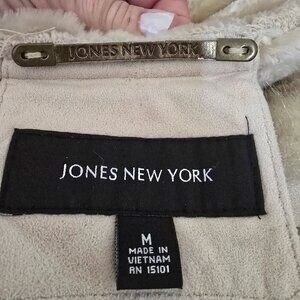 JONES NEW YORK
JONES NEW YORK
M
MADE IN
VIETNAM
RN 15101